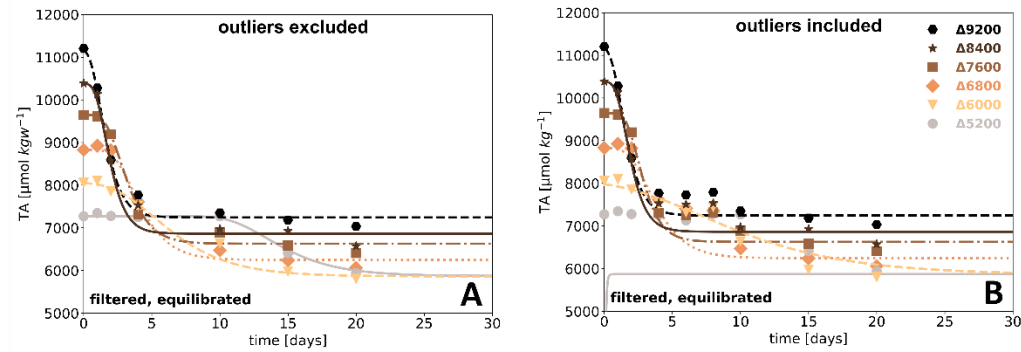 outliers excluded
TA [μmol kgw⁻¹]
12000
11000
10000
9000
8000
7000
6000
5000
filtered, equilibrated
A
0
5
10
15
20
25
30
time [days]
outliers included
TA [μmol kg⁻¹]
12000
11000
10000
9000
8000
7000
6000
5000
Δ9200
Δ8400
Δ7600
Δ6800
Δ6000
Δ5200
filtered, equilibrated
B
0
5
10
15
20
25
30
time [days]